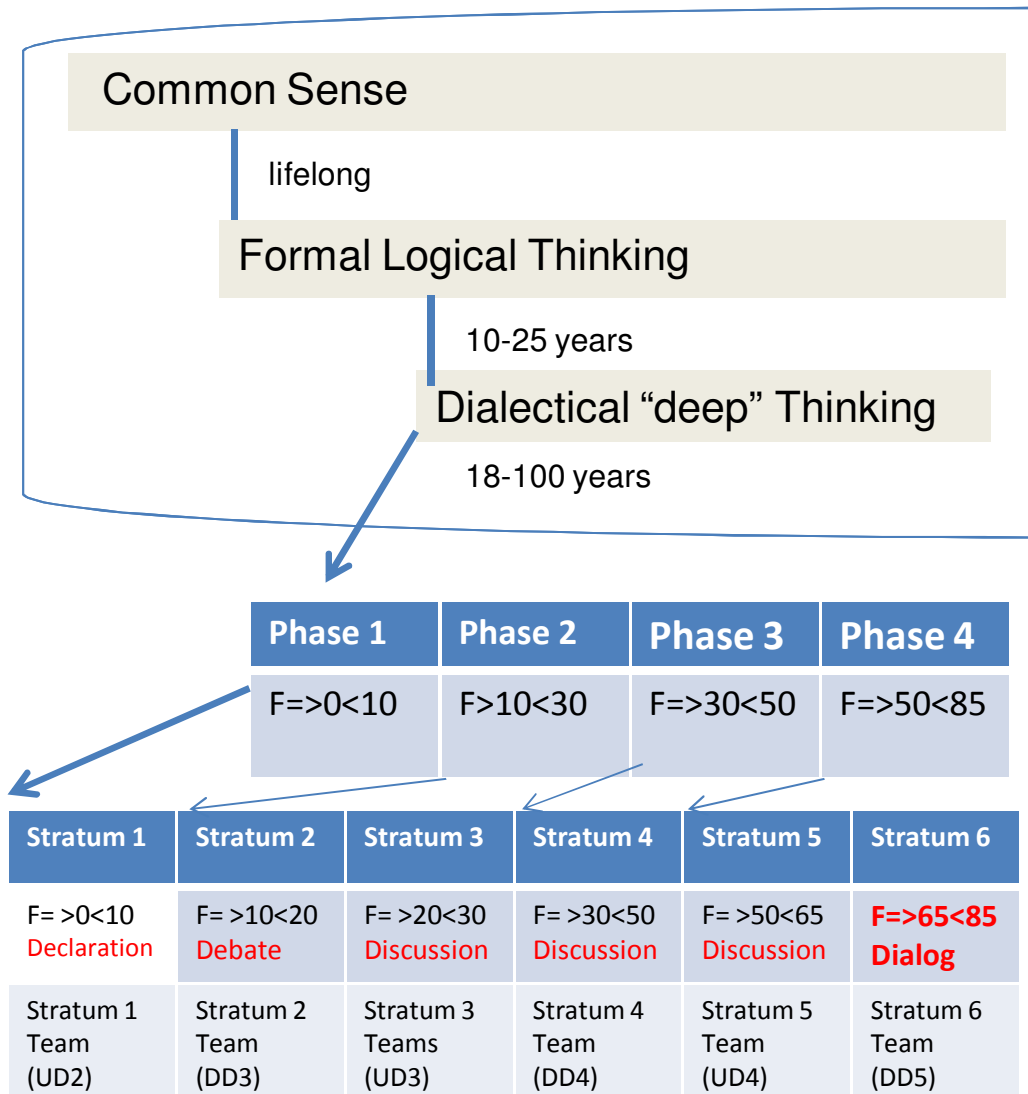 Common Sense
lifelong
Formal Logical Thinking
10-25 years
Dialectical “deep” Thinking
18-100 years
Phase 1 Phase 2 Phase 3 Phase 4
F=>0<10 F>10<30 F=>30<50 F=>50<85
Stratum 1 Stratum 2 Stratum 3 Stratum 4 Stratum 5 Stratum 6
F= >0<10 F= >10<20 F= >20<30 F= >30<50 F= >50<65 F=>65<85
Declaration Debate Discussion Discussion Discussion Dialog
Stratum 1 Stratum 2 Stratum 3 Stratum 4 Stratum 5 Stratum 6
Team Team Teams Team Team Team
(UD2) (DD3) (UD3) (DD4) (UD4) (DD5)